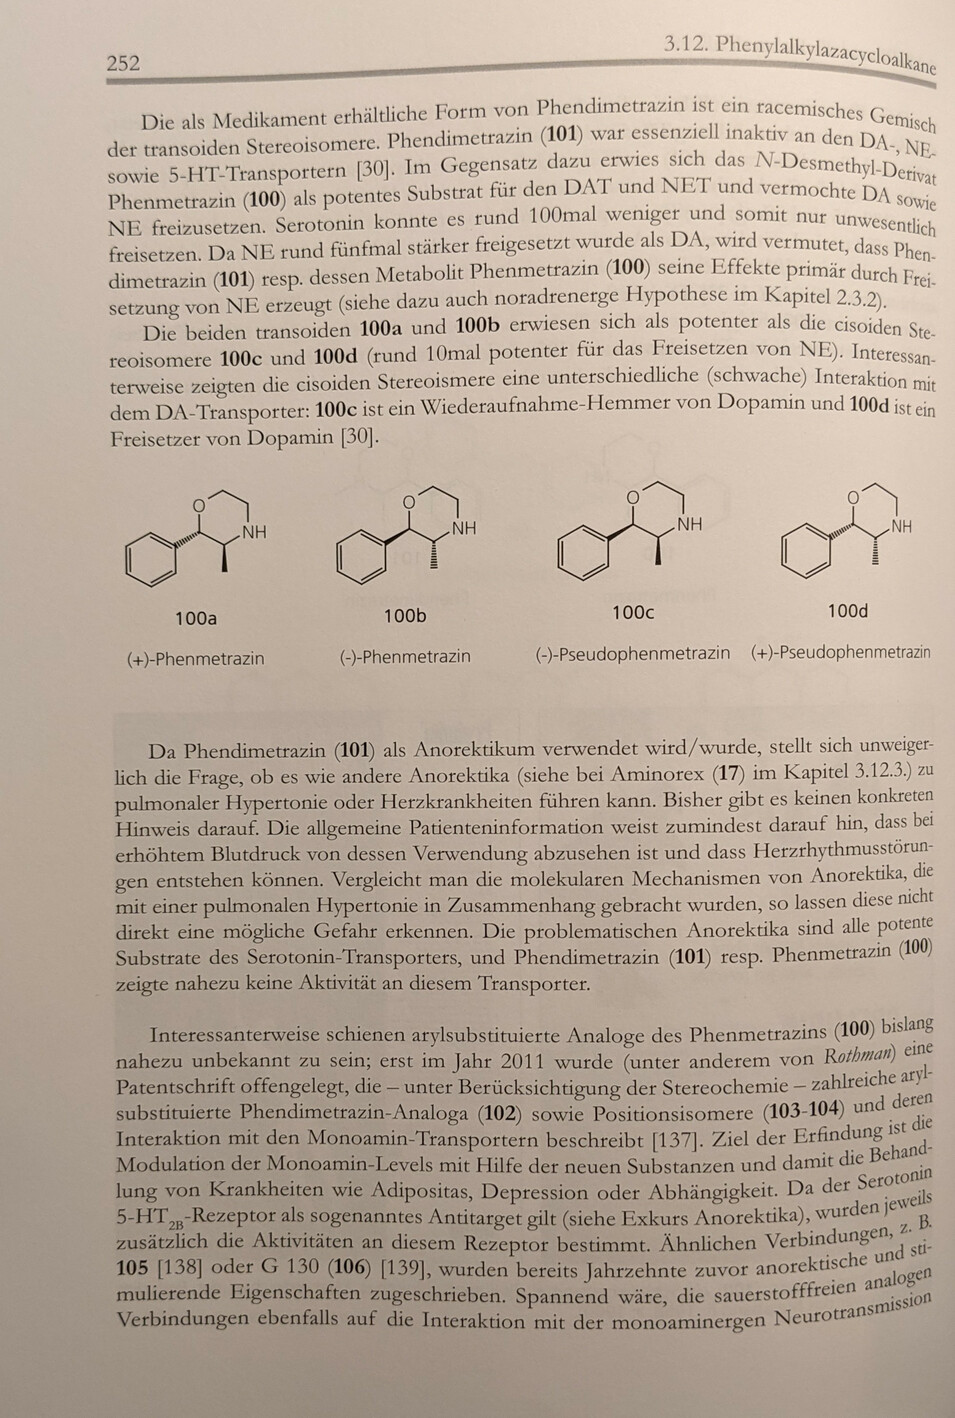 252
3.12. Phenylalkylazacycloalkane
Die als Medikament erhältliche Form von Phendimetrazin ist ein racemisches Gemisch
der transoiden Stereoisomere. Phendimetrazin (101) war essenziell inaktiv an den DA-, NE-
sowie 5-HT-Transportern [30]. Im Gegensatz dazu erwies sich das N-Desmethyl-Derivat
Phenmetrazin (100) als potentes Substrat für den DAT und NET und vermochte DA sowie
NE freizusetzen. Serotonin konnte es rund 100mal weniger und somit nur unwesentlich
freisetzen. Da NE rund fünfmal stärker freigesetzt wurde als DA, wird vermutet, dass Phen-
dimetrazin (101) resp. dessen Metabolit Phenmetrazin (100) seine Effekte primär durch Frei-
setzung von NE erzeugt (siehe dazu auch noradrenerge Hypothese im Kapitel 2.3.2).
Die beiden transoiden 100a und 100b erwiesen sich als potenter als die cisoiden Ste-
reoisomere 100c und 100d (rund 10mal potenter für das Freisetzen von NE). Interessan-
terweise zeigten die cisoiden Stereoismere eine unterschiedliche (schwache) Interaktion mit
dem DA-Transporter: 100c ist ein Wiederaufnahme-Hemmer von Dopamin und 100d ist ein
Freisetzer von Dopamin [30].
O NH O NH O NH O NH
100a 100b 100c 100d
(+)-Phenmetrazin (-)-Phenmetrazin (-)-Pseudophenmetrazin (+)-Pseudophenmetrazin
Da Phendimetrazin (101) als Anorektikum verwendet wird/wurde, stellt sich unweiger-
lich die Frage, ob es wie andere Anorektika (siehe bei Aminorex (17) im Kapitel 3.12.3.) zu
pulmonaler Hypertonie oder Herzkrankheiten führen kann. Bisher gibt es keinen konkreten
Hinweis darauf. Die allgemeine Patienteninformation weist zumindest darauf hin, dass bei
erhöhtem Blutdruck von dessen Verwendung abzusehen ist und dass Herzrhythmusstörun-
gen entstehen können. Vergleicht man die molekularen Mechanismen von Anorektika, die
mit einer pulmonalen Hypertonie in Zusammenhang gebracht wurden, so lassen diese nicht
direkt eine mögliche Gefahr erkennen. Die problematischen Anorektika sind alle potente
Substrate des Serotonin-Transporters, und Phendimetrazin (101) resp. Phenmetrazin (100)
zeigte nahezu keine Aktivität an diesem Transporter.
Interessanterweise schienen arylsubstituierte Analoge des Phenmetrazins (100) bislang
nahezu unbekannt zu sein; erst im Jahr 2011 wurde (unter anderem von Rothman) eine
Patentschrift offengelegt, die – unter Berücksichtigung der Stereochemie – zahlreiche aryl-
substituierte Phendimetrazin-Analoga (102) sowie Positionsisomere (103-104) und deren
Interaktion mit den Monoamin-Transportern beschreibt [137]. Ziel der Erfindung ist die
Modulation der Monoamin-Levels mit Hilfe der neuen Substanzen und damit die Behand-
lung von Krankheiten wie Adipositas, Depression oder Abhängigkeit. Da der Serotonin
5-HT2B-Rezeptor als sogenanntes Antitarget gilt (siehe Exkurs Anorektika), wurden jeweils
zusätzlich die Aktivitäten an diesem Rezeptor bestimmt. Ähnlichen Verbindungen, z. B.
105 [138] oder G 130 (106) [139], wurden bereits Jahrzehnte zuvor anorektische und sti-
mulierende Eigenschaften zugeschrieben. Spannend wäre, die sauerstofffreien analogen
Verbindungen ebenfalls auf die Interaktion mit der monoaminergen Neurotransmission